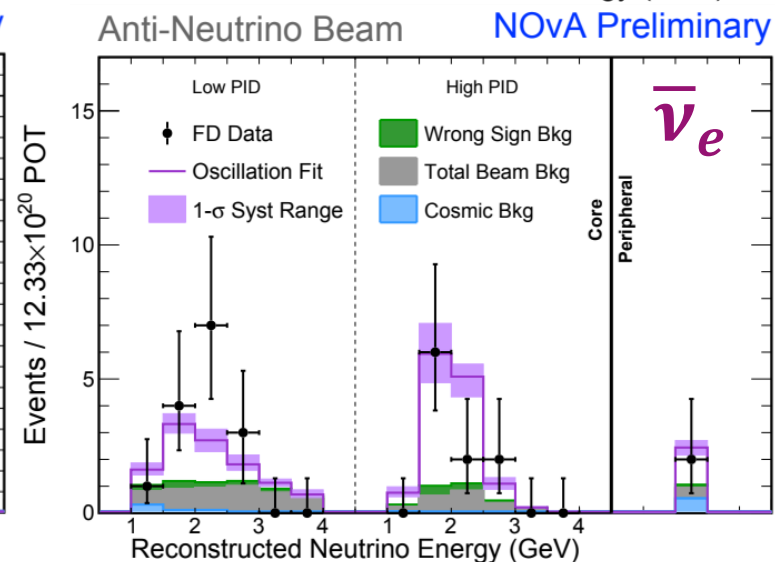 Anti-Neutrino Beam
NOvA Preliminary
Low PID
High PID
FD Data
Oscillation Fit
1-σ Syst Range
Wrong Sign Bkg
Total Beam Bkg
Cosmic Bkg
Core
Peripheral
ν̅e
Events / 12.33×10²⁰ POT
15
10
5
0
1 2 3 4 1 2 3 4
Reconstructed Neutrino Energy (GeV)